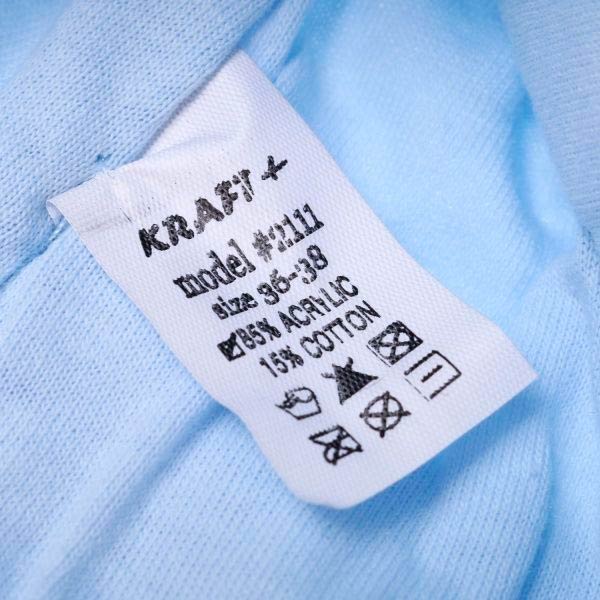 KRAFT +
model #2111
size 36-38
85% ACRYLIC
15% COTTON